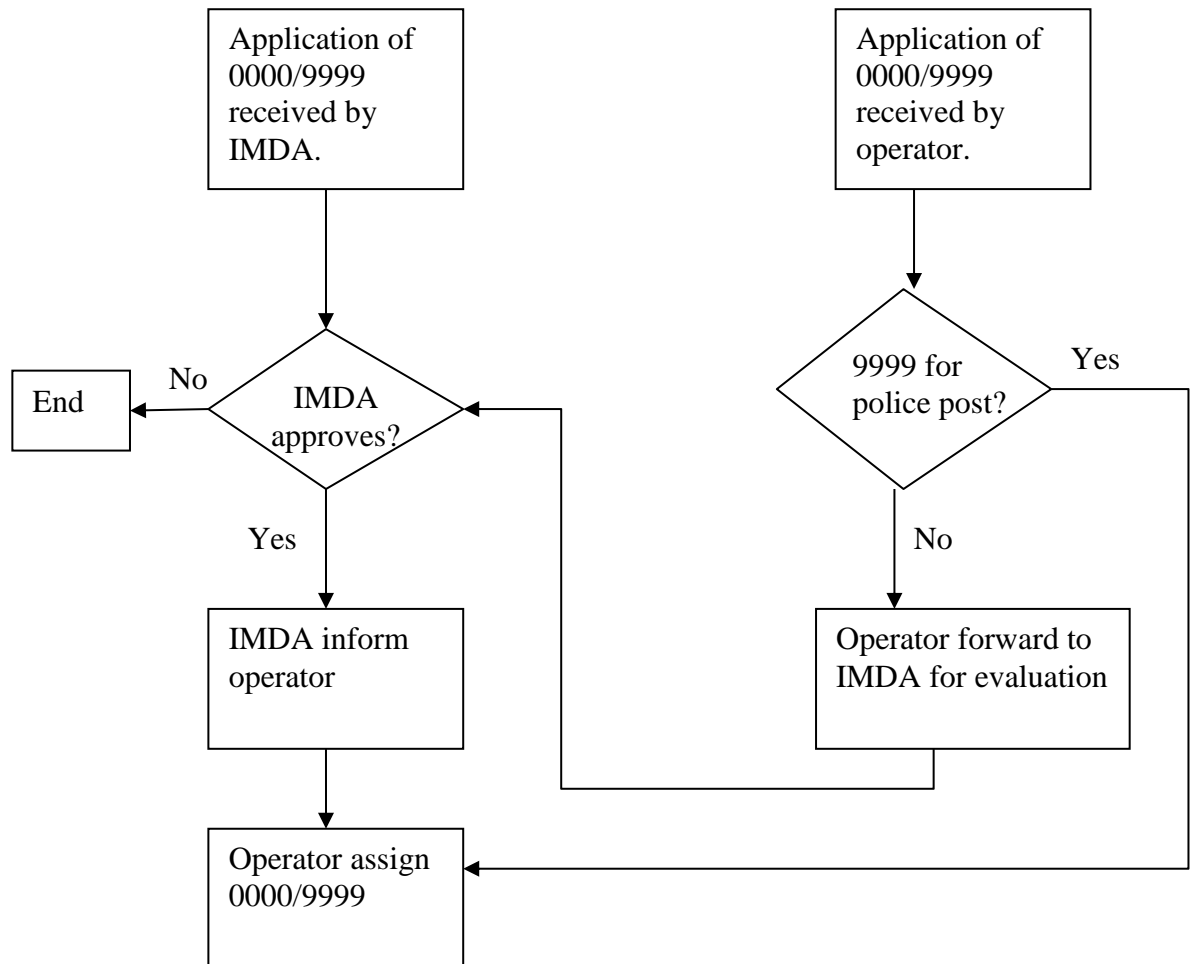 Application of
0000/9999
received by
IMDA.
Application of
0000/9999
received by
operator.
No
End
IMDA
approves?
9999 for
police post?
Yes
Yes
No
IMDA inform
operator
Operator forward to
IMDA for evaluation
Operator assign
0000/9999